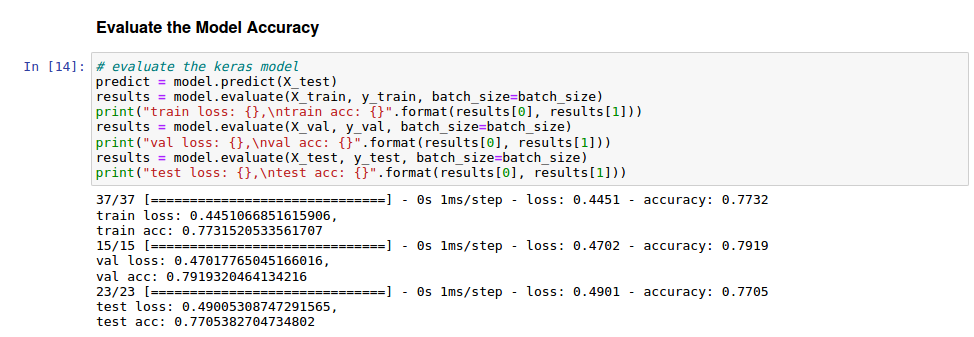 Evaluate the Model Accuracy
In [14]: # evaluate the keras model
predict = model.predict(X_test)
results = model.evaluate(X_train, y_train, batch_size=batch_size)
print("train loss: {},\ntrain acc: {}".format(results[0], results[1]))
results = model.evaluate(X_val, y_val, batch_size=batch_size)
print("val loss: {},\nval acc: {}".format(results[0], results[1]))
results = model.evaluate(X_test, y_test, batch_size=batch_size)
print("test loss: {},\ntest acc: {}".format(results[0], results[1]))
37/37 [==============================] - 0s 1ms/step - loss: 0.4451 - accuracy: 0.7732
train loss: 0.4451066851615906,
train acc: 0.7731520533561707
15/15 [==============================] - 0s 1ms/step - loss: 0.4702 - accuracy: 0.7919
val loss: 0.47017765045166016,
val acc: 0.7919320464134216
23/23 [==============================] - 0s 1ms/step - loss: 0.4901 - accuracy: 0.7705
test loss: 0.49005308747291565,
test acc: 0.7705382704734802